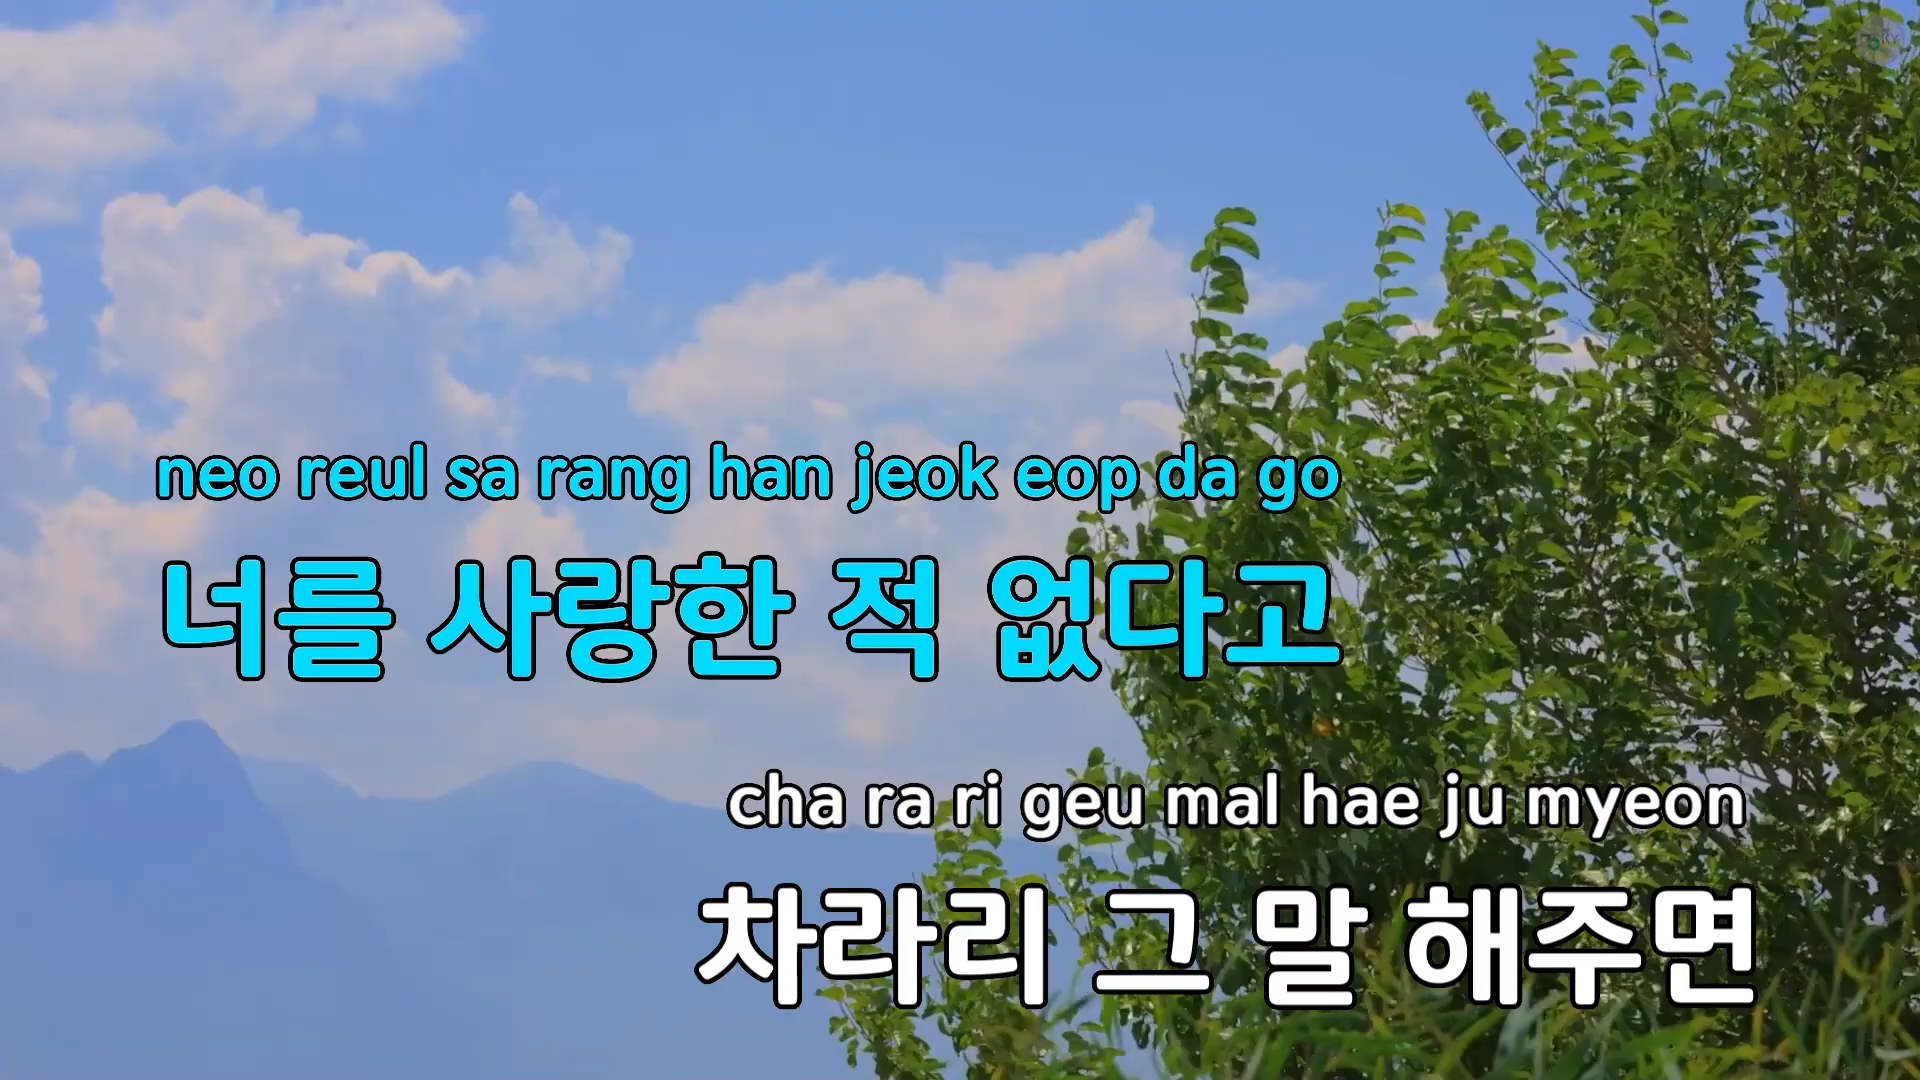 neo reul sa rang han jeok eop da go
너를 사랑한 적 없다고
cha ra ri geu mal hae ju myeon
차라리 그 말 해주면